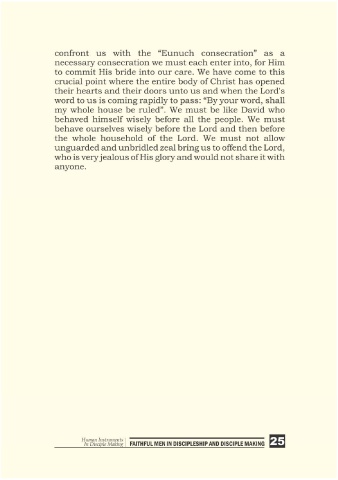 confront us with the “Eunuch consecration” as a
necessary consecration we must each enter into, for Him
to commit His bride into our care. We have come to this
crucial point where the entire body of Christ has opened
their hearts and their doors unto us and when the Lord's
word to us is coming rapidly to pass: “By your word, shall
my whole house be ruled”. We must be like David who
behaved himself wisely before all the people. We must
behave ourselves wisely before the Lord and then before
the whole household of the Lord. We must not allow
unguarded and unbridled zeal bring us to offend the Lord,
who is very jealous of His glory and would not share it with
anyone.
Human Instruments
In Disciple Making
FAITHFUL MEN IN DISCIPLESHIP AND DISCIPLE MAKING 25